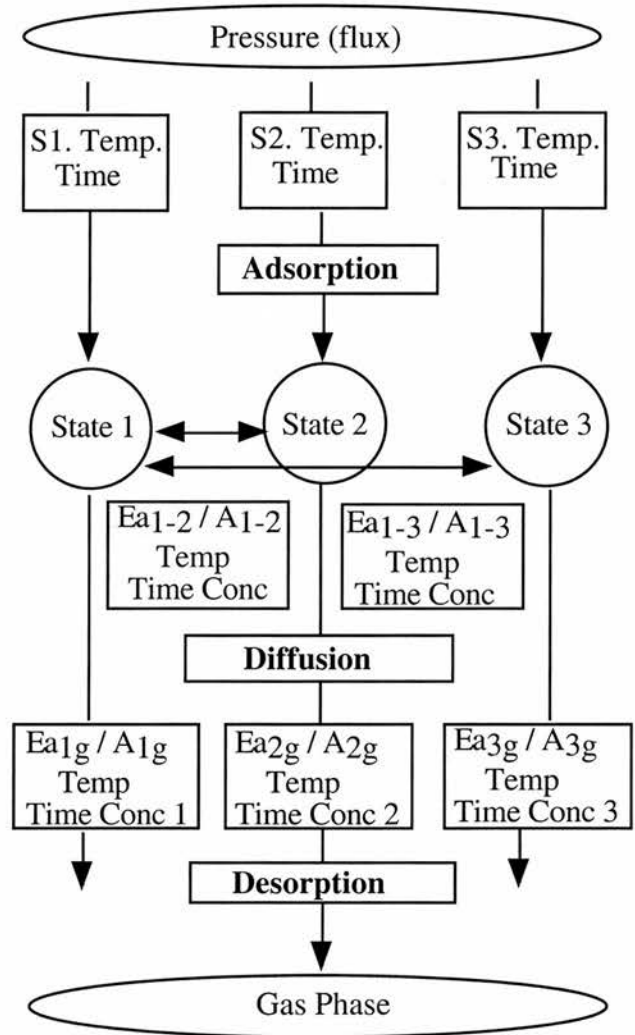 Pressure (flux)
S1. Temp.
Time
S2. Temp.
Time
S3. Temp.
Time
Adsorption
State 1
State 2
State 3
Ea1-2 / A1-2
Temp
Time Conc
Ea1-3 / A1-3
Temp
Time Conc
Diffusion
Ea1g / A1g
Temp
Time Conc 1
Ea2g / A2g
Temp
Time Conc 2
Ea3g / A3g
Temp
Time Conc 3
Desorption
Gas Phase